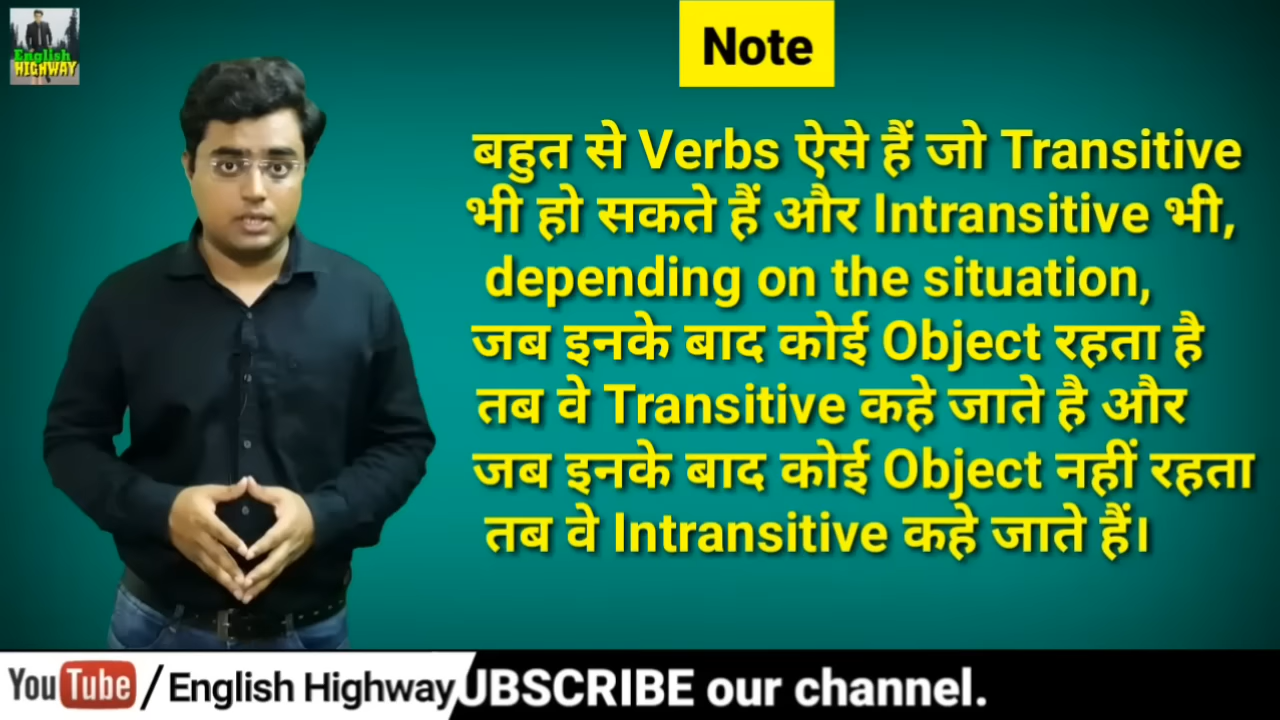 English
HIGHWAY
Note
बहुत से Verbs ऐसे हैं जो Transitive
भी हो सकते हैं और Intransitive भी,
depending on the situation,
जब इनके बाद कोई Object रहता है
तब वे Transitive कहे जाते है और
जब इनके बाद कोई Object नहीं रहता
तब वे Intransitive कहे जाते हैं।
YouTube / English Highway UBSCRIBE our channel.